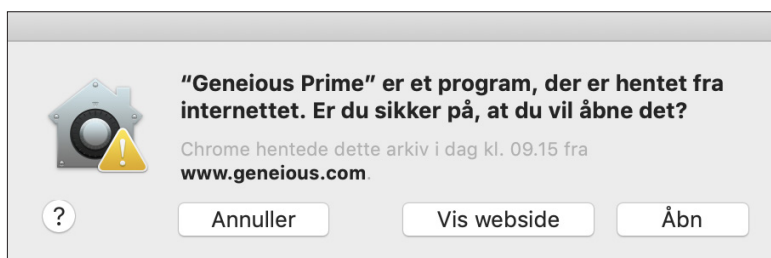 “Geneious Prime” er et program, der er hentet fra
internettet. Er du sikker på, at du vil åbne det?
Chrome hentede dette arkiv i dag kl. 09.15 fra
www.geneious.com.
?
Annuller
Vis webside
Åbn